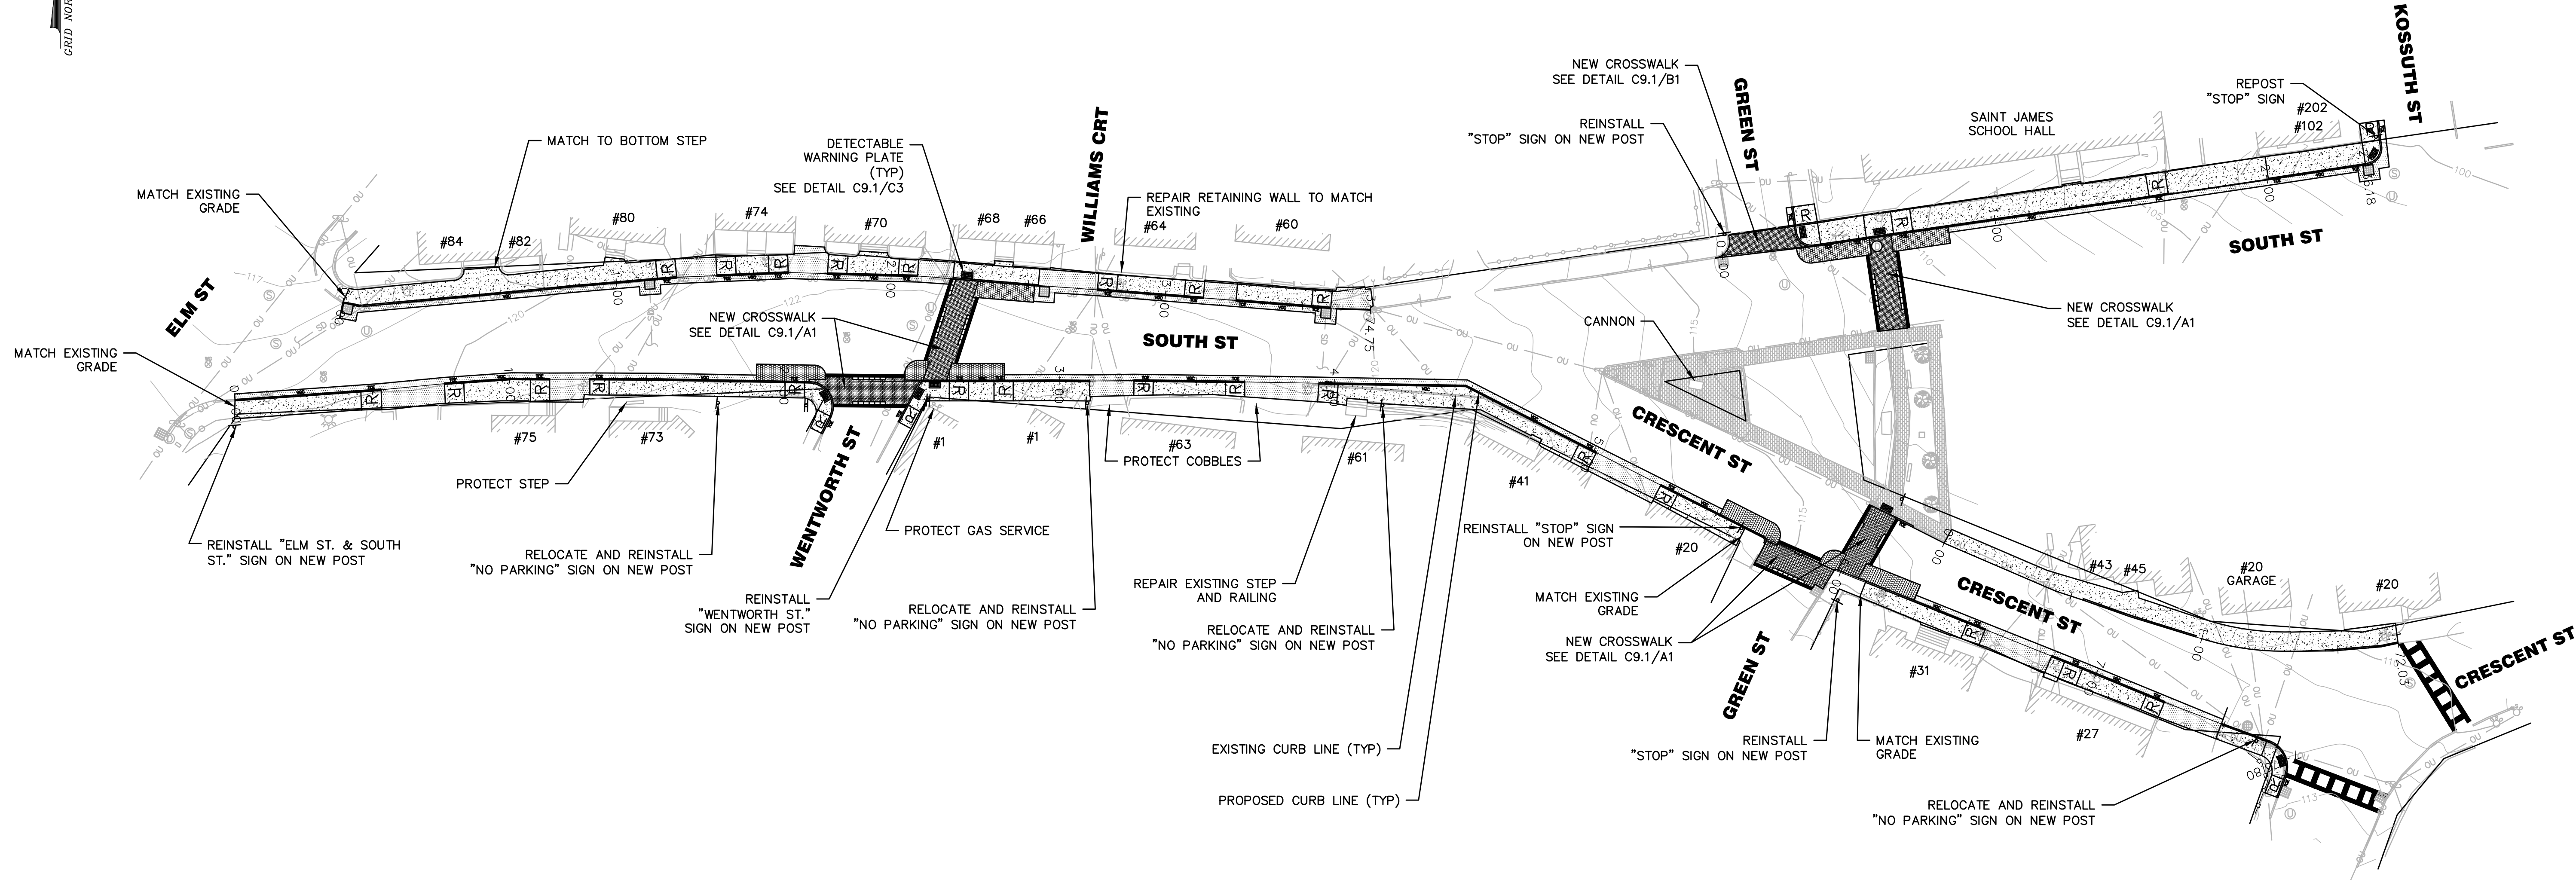 GRID NOR
KOSSUTH ST
NEW CROSSWALK
SEE DETAIL C9.1/B1
GREEN ST
REPOST
"STOP" SIGN
#202
#102
SAINT JAMES
SCHOOL HALL
REINSTALL
"STOP" SIGN ON NEW POST
MATCH TO BOTTOM STEP
DETECTABLE
WARNING PLATE
(TYP)
SEE DETAIL C9.1/C3
WILLIAMS CRT
MATCH EXISTING
GRADE
REPAIR RETAINING WALL TO MATCH
EXISTING
#84
#82
#80
#74
#70
#68
#66
#64
#60
SOUTH ST
ELM ST
NEW CROSSWALK
SEE DETAIL C9.1/A1
SOUTH ST
CANNON
NEW CROSSWALK
SEE DETAIL C9.1/A1
MATCH EXISTING
GRADE
CRESCENT ST
#75
#73
#1
#1
#63
PROTECT COBBLES
#61
#41
PROTECT STEP
WENTWORTH ST
PROTECT GAS SERVICE
REINSTALL "ELM ST. & SOUTH
ST." SIGN ON NEW POST
RELOCATE AND REINSTALL
"NO PARKING" SIGN ON NEW POST
REINSTALL
"WENTWORTH ST."
SIGN ON NEW POST
RELOCATE AND REINSTALL
"NO PARKING" SIGN ON NEW POST
REPAIR EXISTING STEP
AND RAILING
RELOCATE AND REINSTALL
"NO PARKING" SIGN ON NEW POST
REINSTALL "STOP" SIGN
ON NEW POST
#20
MATCH EXISTING
GRADE
NEW CROSSWALK
SEE DETAIL C9.1/A1
GREEN ST
#43
#45
#20
GARAGE
#20
CRESCENT ST
CRESCENT ST
#31
#27
EXISTING CURB LINE (TYP)
PROPOSED CURB LINE (TYP)
REINSTALL
"STOP" SIGN ON NEW POST
MATCH EXISTING
GRADE
RELOCATE AND REINSTALL
"NO PARKING" SIGN ON NEW POST